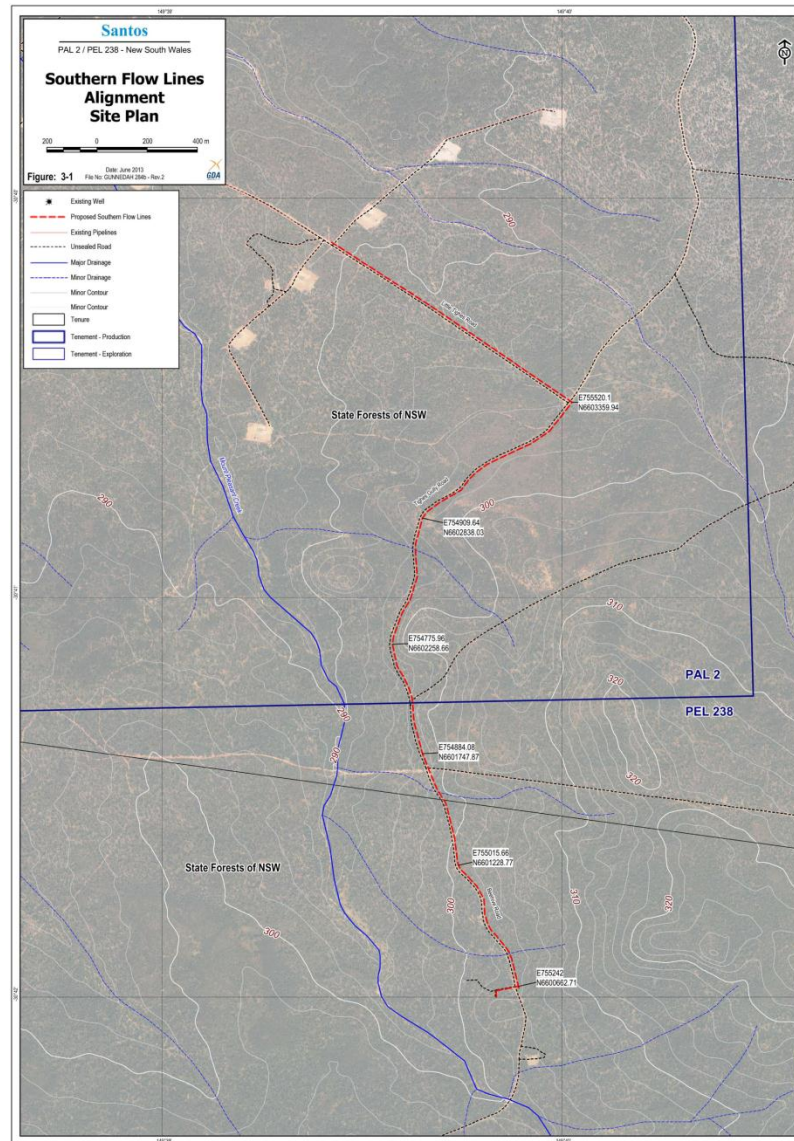 Santos
PAL 2 / PEL 238 - New South Wales
Southern Flow Lines
Alignment
Site Plan
200 0 200 400 m
Figure: 3-1
Date: June 2013
File No: GUNNEDAH 284b - Rev.2
GDA
N
Existing Well
Proposed Southern Flow Lines
Existing Pipelines
Unsealed Road
Major Drainage
Minor Drainage
Minor Contour
Minor Contour
Tenure
Tenement - Production
Tenement - Exploration
290
State Forests of NSW
E755520.1
N6603359.94
Mount Pleasant Creek
290
300
E754909.64
N6602838.03
310
E754775.96
N6602258.66
320
PAL 2
PEL 238
290
290
E754884.08
N6601747.87
320
E755015.66
N6601228.77
State Forests of NSW
300
310
320
300
E755242
N6600662.71